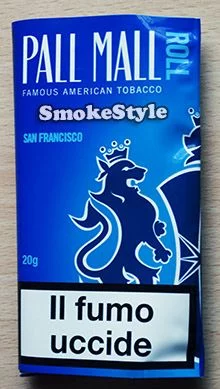 PALL MALL
ROLL
FAMOUS AMERICAN TOBACCO
SmokeStyle
SAN FRANCISCO
20g
Il fumo
uccide